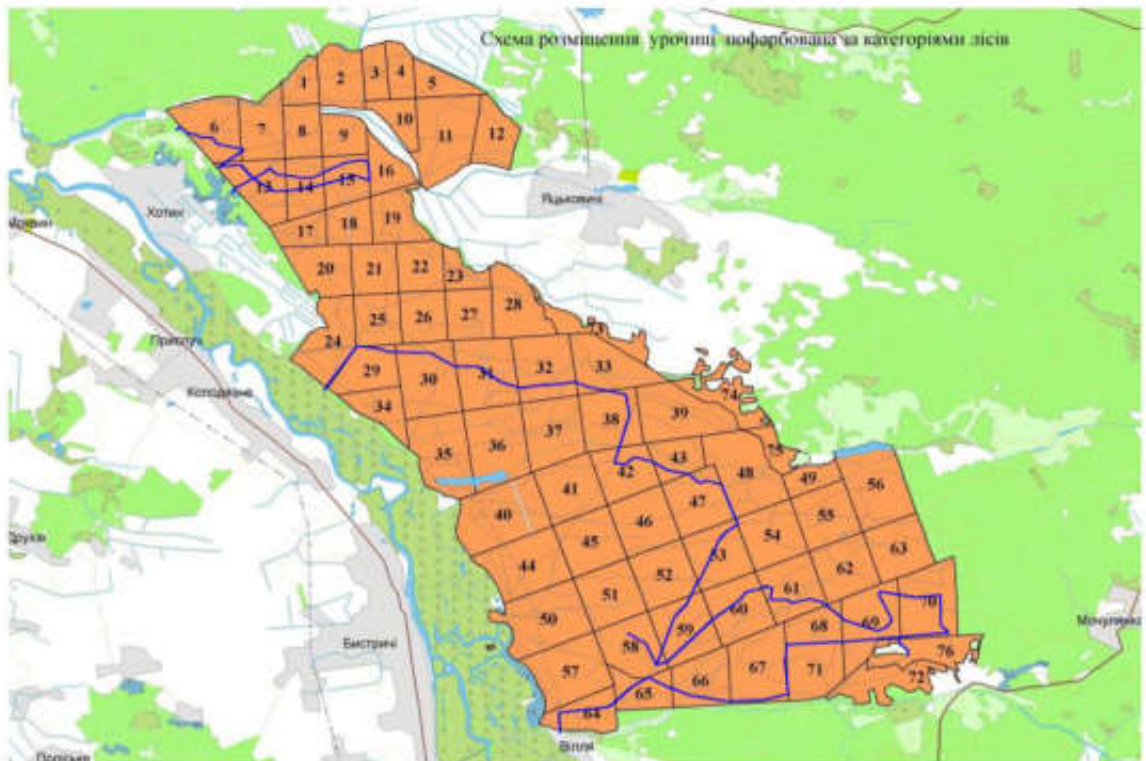 Схема розміщення урочищ пофарбована за категоріями лісів
1 2 3 4 5
6 7 8 9 10 11 12
13 14 15 16
Хотин
Яцьковичі
17 18 19
20 21 22 23
24 25 26 27 28
73
Прислуч
29 30 31 32 33
Колодязне
34 74
35 36 37 38 39
40 41 42 43 48 75 49 56
44 45 46 47 54 55
50 51 52 53 62 63
Бистричі
57 58 59 60 61 68 69 70
Мочулянка
64 65 66 67 71 72 76
Вілля